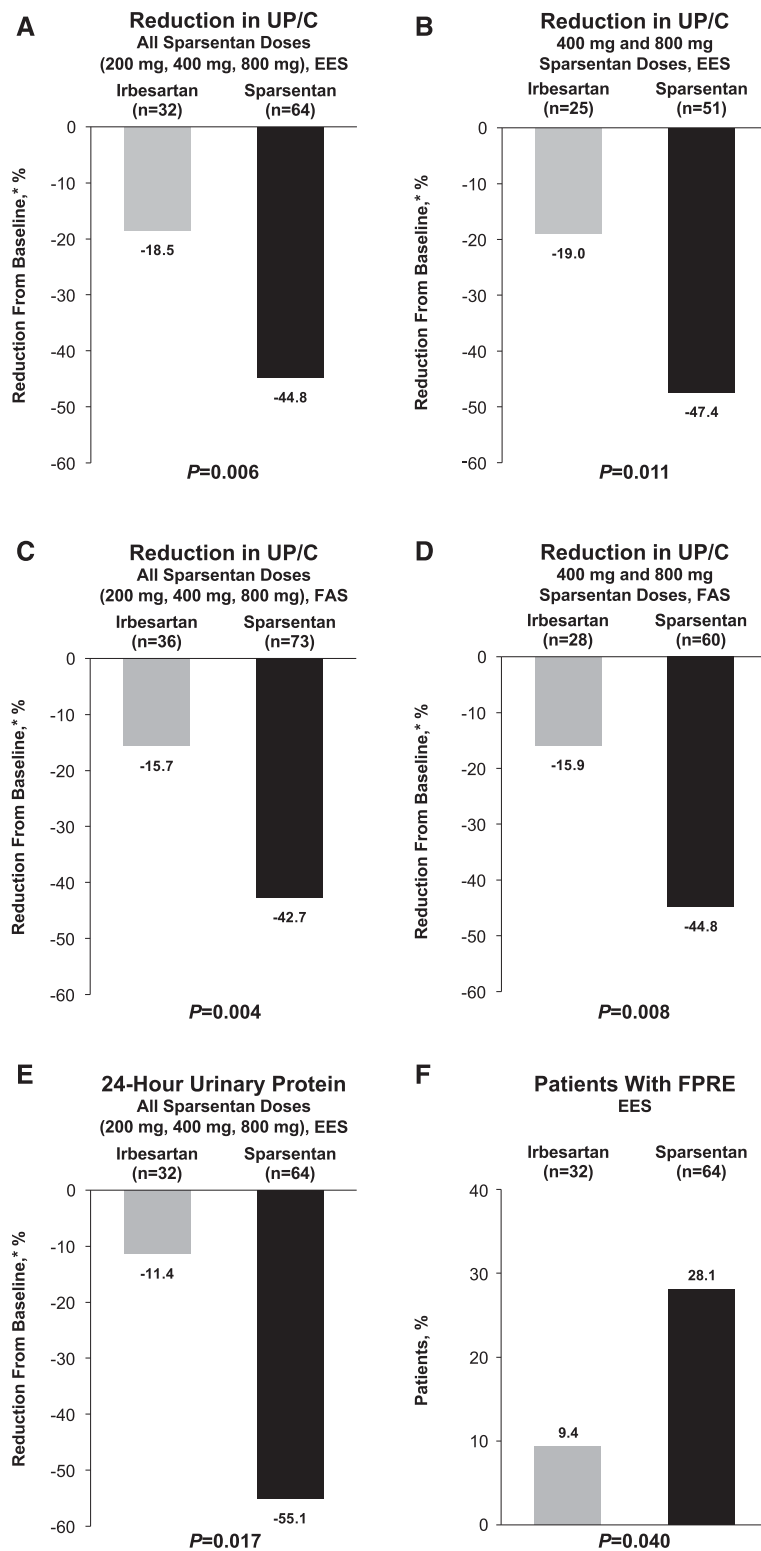 A
Reduction in UP/C
All Sparsentan Doses
(200 mg, 400 mg, 800 mg), EES
Irbesartan Sparsentan
(n=32) (n=64)
Reduction From Baseline,* %
0
-10
-20
-30
-40
-50
-60
-18.5
-44.8
P=0.006
B
Reduction in UP/C
400 mg and 800 mg
Sparsentan Doses, EES
Irbesartan Sparsentan
(n=25) (n=51)
Reduction From Baseline,* %
0
-10
-20
-30
-40
-50
-60
-19.0
-47.4
P=0.011
C
Reduction in UP/C
All Sparsentan Doses
(200 mg, 400 mg, 800 mg), FAS
Irbesartan Sparsentan
(n=36) (n=73)
Reduction From Baseline,* %
0
-10
-20
-30
-40
-50
-60
-15.7
-42.7
P=0.004
D
Reduction in UP/C
400 mg and 800 mg
Sparsentan Doses, FAS
Irbesartan Sparsentan
(n=28) (n=60)
Reduction From Baseline,* %
0
-10
-20
-30
-40
-50
-60
-15.9
-44.8
P=0.008
E
24-Hour Urinary Protein
All Sparsentan Doses
(200 mg, 400 mg, 800 mg), EES
Irbesartan Sparsentan
(n=32) (n=64)
Reduction From Baseline,* %
0
-10
-20
-30
-40
-50
-60
-11.4
-55.1
P=0.017
F
Patients With FPRE
EES
Irbesartan Sparsentan
(n=32) (n=64)
Patients, %
40
30
20
10
0
9.4
28.1
P=0.040